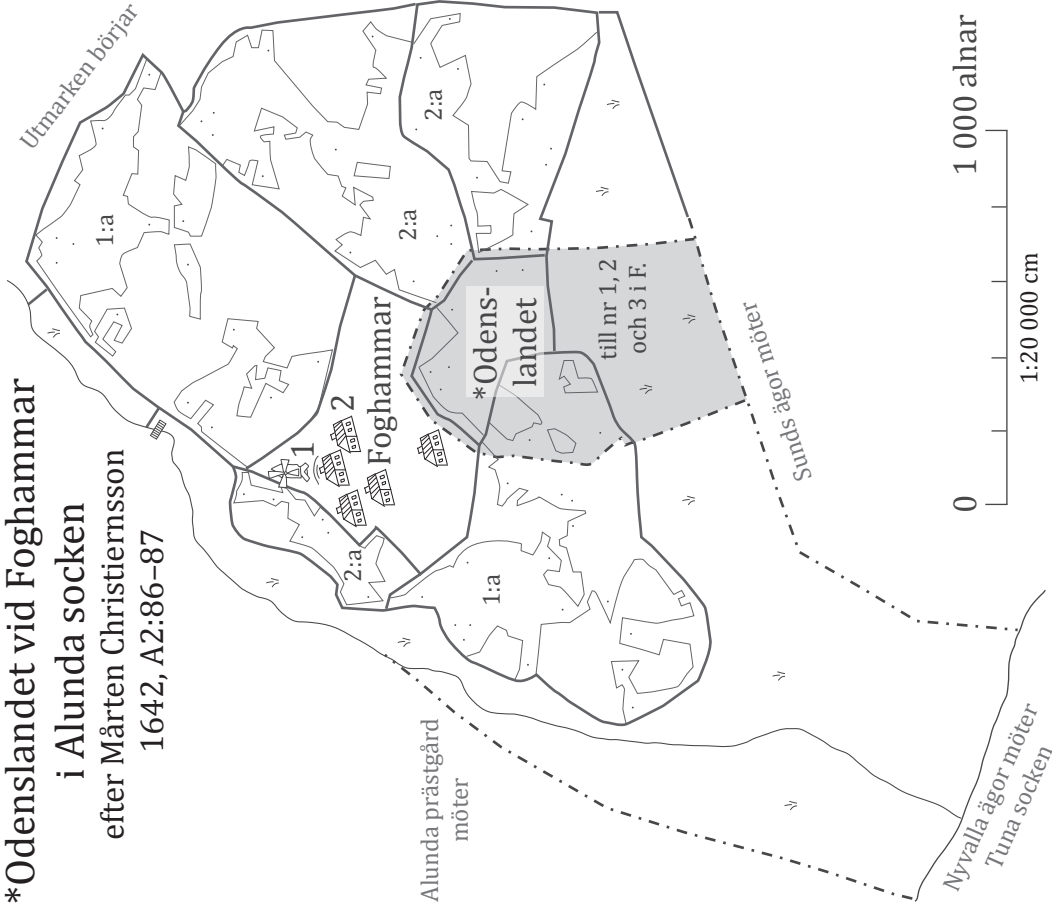 *Odenslandet vid Foghammar
i Alunda socken
efter Mårten Christiernsson
1642, A2:86–87
Utmarken börjar
1:a
2:a
2:a
1
2
Foghammar
2:a
*Odens-
landet
till nr 1, 2
och 3 i F.
1:a
Alunda prästgård
möter
Sunds ägor möter
Nyvalla ägor möter
Tuna socken
0
1 000 alnar
1:20 000 cm